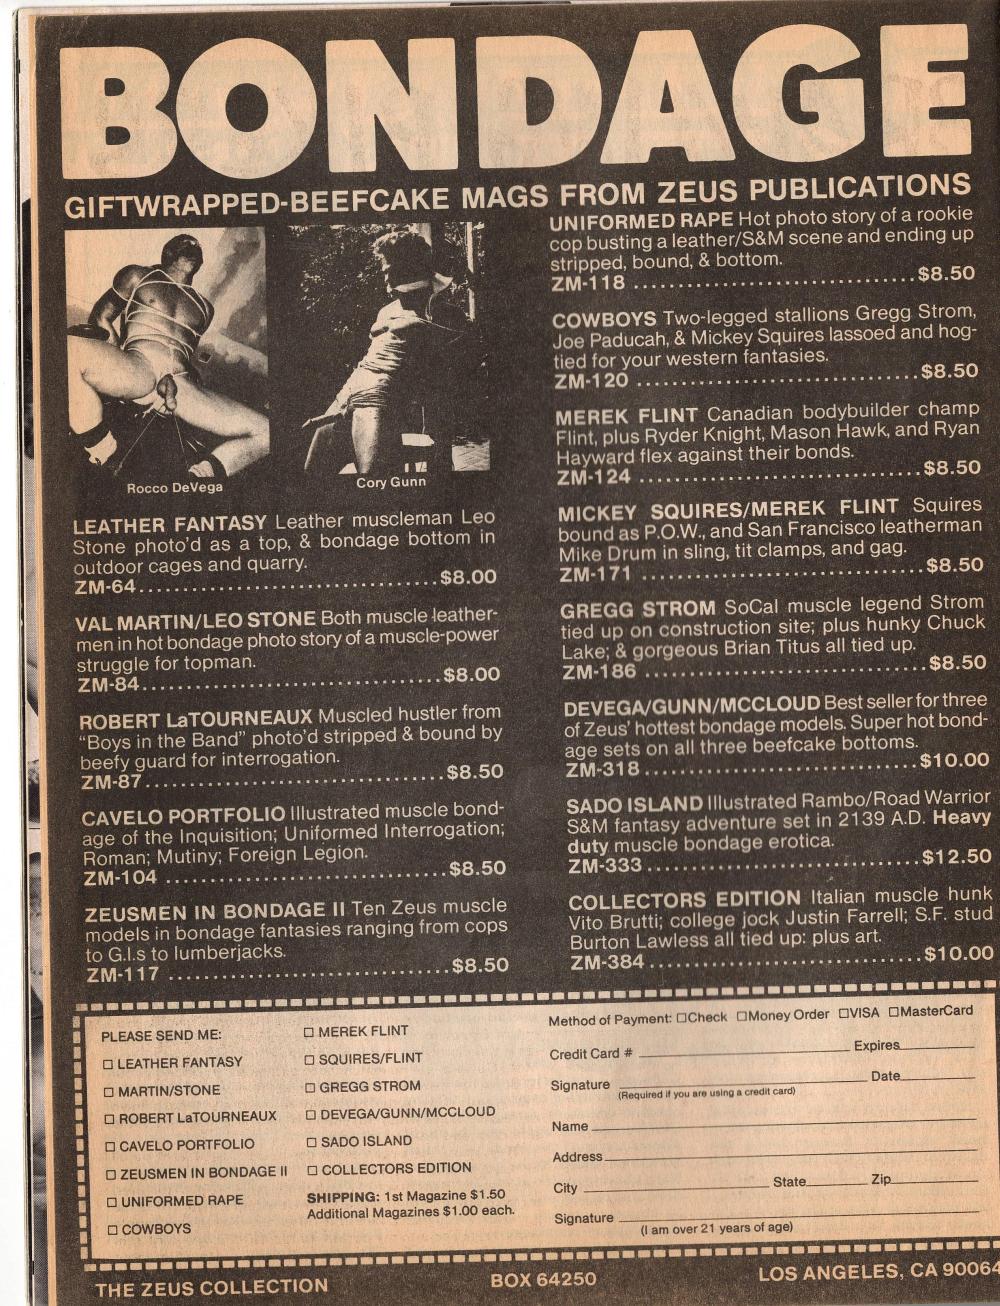 BONDAGE
GIFTWRAPPED-BEEFCAKE MAGS FROM ZEUS PUBLICATIONS
Rocco DeVega
Cory Gunn
LEATHER FANTASY Leather muscleman Leo
Stone photo'd as a top, & bondage bottom in
outdoor cages and quarry.
ZM-64..............................$8.00
VAL MARTIN/LEO STONE Both muscle leather-
men in hot bondage photo story of a muscle-power
struggle for topman.
ZM-84..............................$8.00
ROBERT LaTOURNEAUX Muscled hustler from
"Boys in the Band" photo'd stripped & bound by
beefy guard for interrogation.
ZM-87..............................$8.50
CAVELO PORTFOLIO Illustrated muscle bond-
age of the Inquisition; Uniformed Interrogation;
Roman; Mutiny; Foreign Legion.
ZM-104 ............................$8.50
ZEUSMEN IN BONDAGE II Ten Zeus muscle
models in bondage fantasies ranging from cops
to G.I.s to lumberjacks.
ZM-117 ............................$8.50
UNIFORMED RAPE Hot photo story of a rookie
cop busting a leather/S&M scene and ending up
stripped, bound, & bottom.
ZM-118 ............................$8.50
COWBOYS Two-legged stallions Gregg Strom,
Joe Paducah, & Mickey Squires lassoed and hog-
tied for your western fantasies.
ZM-120 ............................$8.50
MEREK FLINT Canadian bodybuilder champ
Flint, plus Ryder Knight, Mason Hawk, and Ryan
Hayward flex against their bonds.
ZM-124 ............................$8.50
MICKEY SQUIRES/MEREK FLINT Squires
bound as P.O.W., and San Francisco leatherman
Mike Drum in sling, tit clamps, and gag.
ZM-171 ............................$8.50
GREGG STROM SoCal muscle legend Strom
tied up on construction site; plus hunky Chuck
Lake; & gorgeous Brian Titus all tied up.
ZM-186 ............................$8.50
DEVEGA/GUNN/MCCLOUD Best seller for three
of Zeus' hottest bondage models. Super hot bond-
age sets on all three beefcake bottoms.
ZM-318 ............................$10.00
SADO ISLAND Illustrated Rambo/Road Warrior
S&M fantasy adventure set in 2139 A.D. Heavy
duty muscle bondage erotica.
ZM-333 ............................$12.50
COLLECTORS EDITION Italian muscle hunk
Vito Brutti; college jock Justin Farrell; S.F. stud
Burton Lawless all tied up: plus art.
ZM-384 ............................$10.00
PLEASE SEND ME:
☐ LEATHER FANTASY
☐ MARTIN/STONE
☐ ROBERT LaTOURNEAUX
☐ CAVELO PORTFOLIO
☐ ZEUSMEN IN BONDAGE II
☐ UNIFORMED RAPE
☐ COWBOYS
☐ MEREK FLINT
☐ SQUIRES/FLINT
☐ GREGG STROM
☐ DEVEGA/GUNN/MCCLOUD
☐ SADO ISLAND
☐ COLLECTORS EDITION
SHIPPING: 1st Magazine $1.50
Additional Magazines $1.00 each.
Method of Payment: ☐Check ☐Money Order ☐VISA ☐MasterCard
Credit Card # ____________ Expires____________
Signature ____________ Date____________
(Required if you are using a credit card)
Name ____________
Address____________
City ____________ State____________ Zip____________
Signature ____________
(I am over 21 years of age)
THE ZEUS COLLECTION BOX 64250 LOS ANGELES, CA 90064